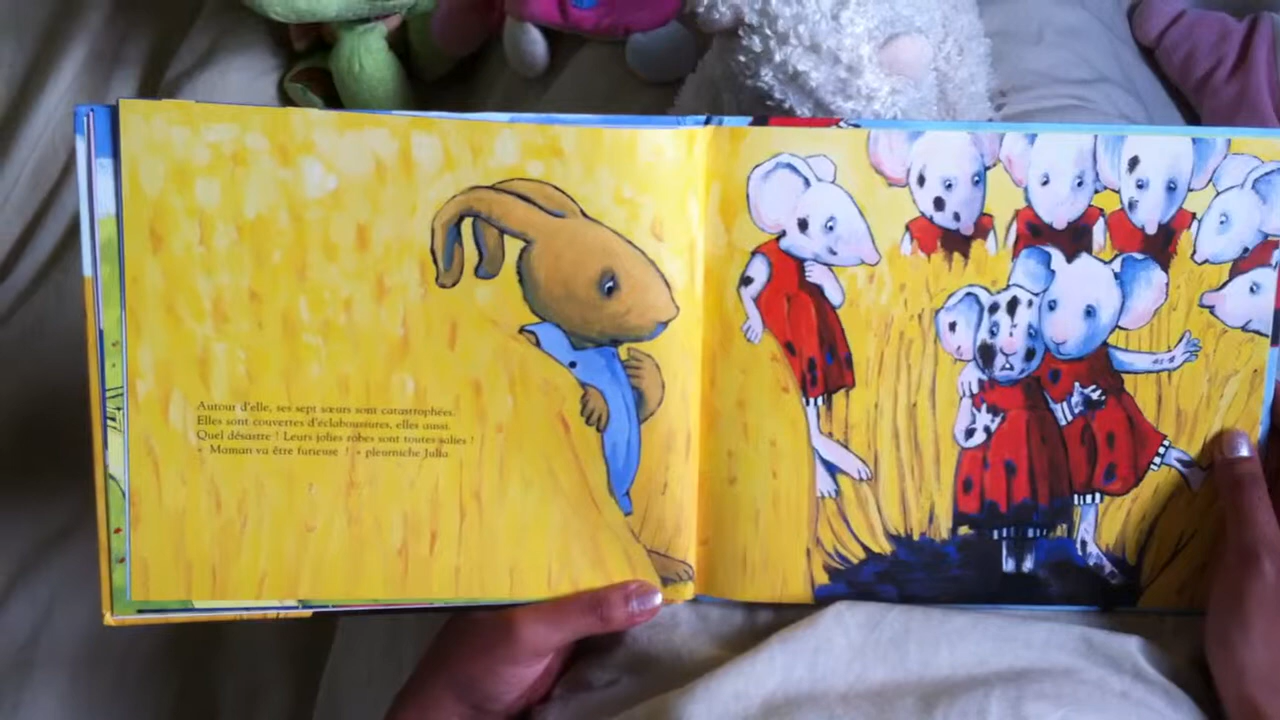 Autour d'elle, ses sept sœurs sont catastrophées.
Elles sont couvertes d'éclaboussures, elles aussi.
Quel désastre ! Leurs jolies robes sont toutes salies !
« Maman va être furieuse ! » pleurniche Julia.